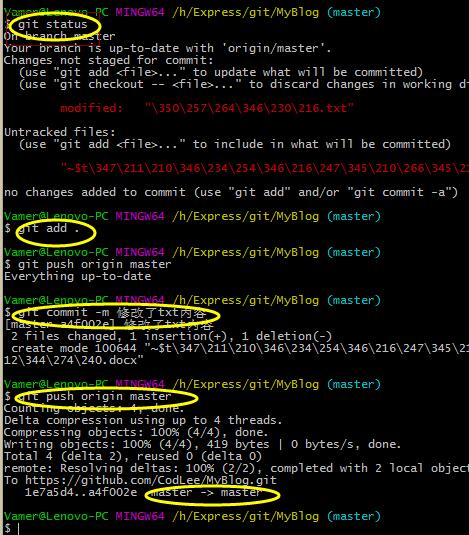 Vamer@Lenovo-PC MINGW64 /h/Express/git/MyBlog (master)
$ git status
On branch master
Your branch is up-to-date with 'origin/master'.
Changes not staged for commit:
(use "git add <file>..." to update what will be committed)
(use "git checkout -- <file>..." to discard changes in working d
modified: "\350\257\264\346\230\216.txt"
Untracked files:
(use "git add <file>..." to include in what will be committed)
"~$t\347\211\210\346\234\254\346\216\247\345\210\266\345\21
no changes added to commit (use "git add" and/or "git commit -a")
Vamer@Lenovo-PC MINGW64 /h/Express/git/MyBlog (master)
$ git add .
Vamer@Lenovo-PC MINGW64 /h/Express/git/MyBlog (master)
$ git push origin master
Everything up-to-date
Vamer@Lenovo-PC MINGW64 /h/Express/git/MyBlog (master)
$ git commit -m 修改了txt内容
[master a4f002e] 修改了txt内容
2 files changed, 1 insertion(+), 1 deletion(-)
create mode 100644 "~$t\347\211\210\346\234\254\346\216\247\345\21
12\344\274\240.docx"
Vamer@Lenovo-PC MINGW64 /h/Express/git/MyBlog (master)
$ git push origin master
Counting objects: 4, done.
Delta compression using up to 4 threads.
Compressing objects: 100% (4/4), done.
Writing objects: 100% (4/4), 419 bytes | 0 bytes/s, done.
Total 4 (delta 2), reused 0 (delta 0)
remote: Resolving deltas: 100% (2/2), completed with 2 local objec
To https://github.com/CodLee/MyBlog.git
1e7a5d4..a4f002e master -> master
Vamer@Lenovo-PC MINGW64 /h/Express/git/MyBlog (master)
$